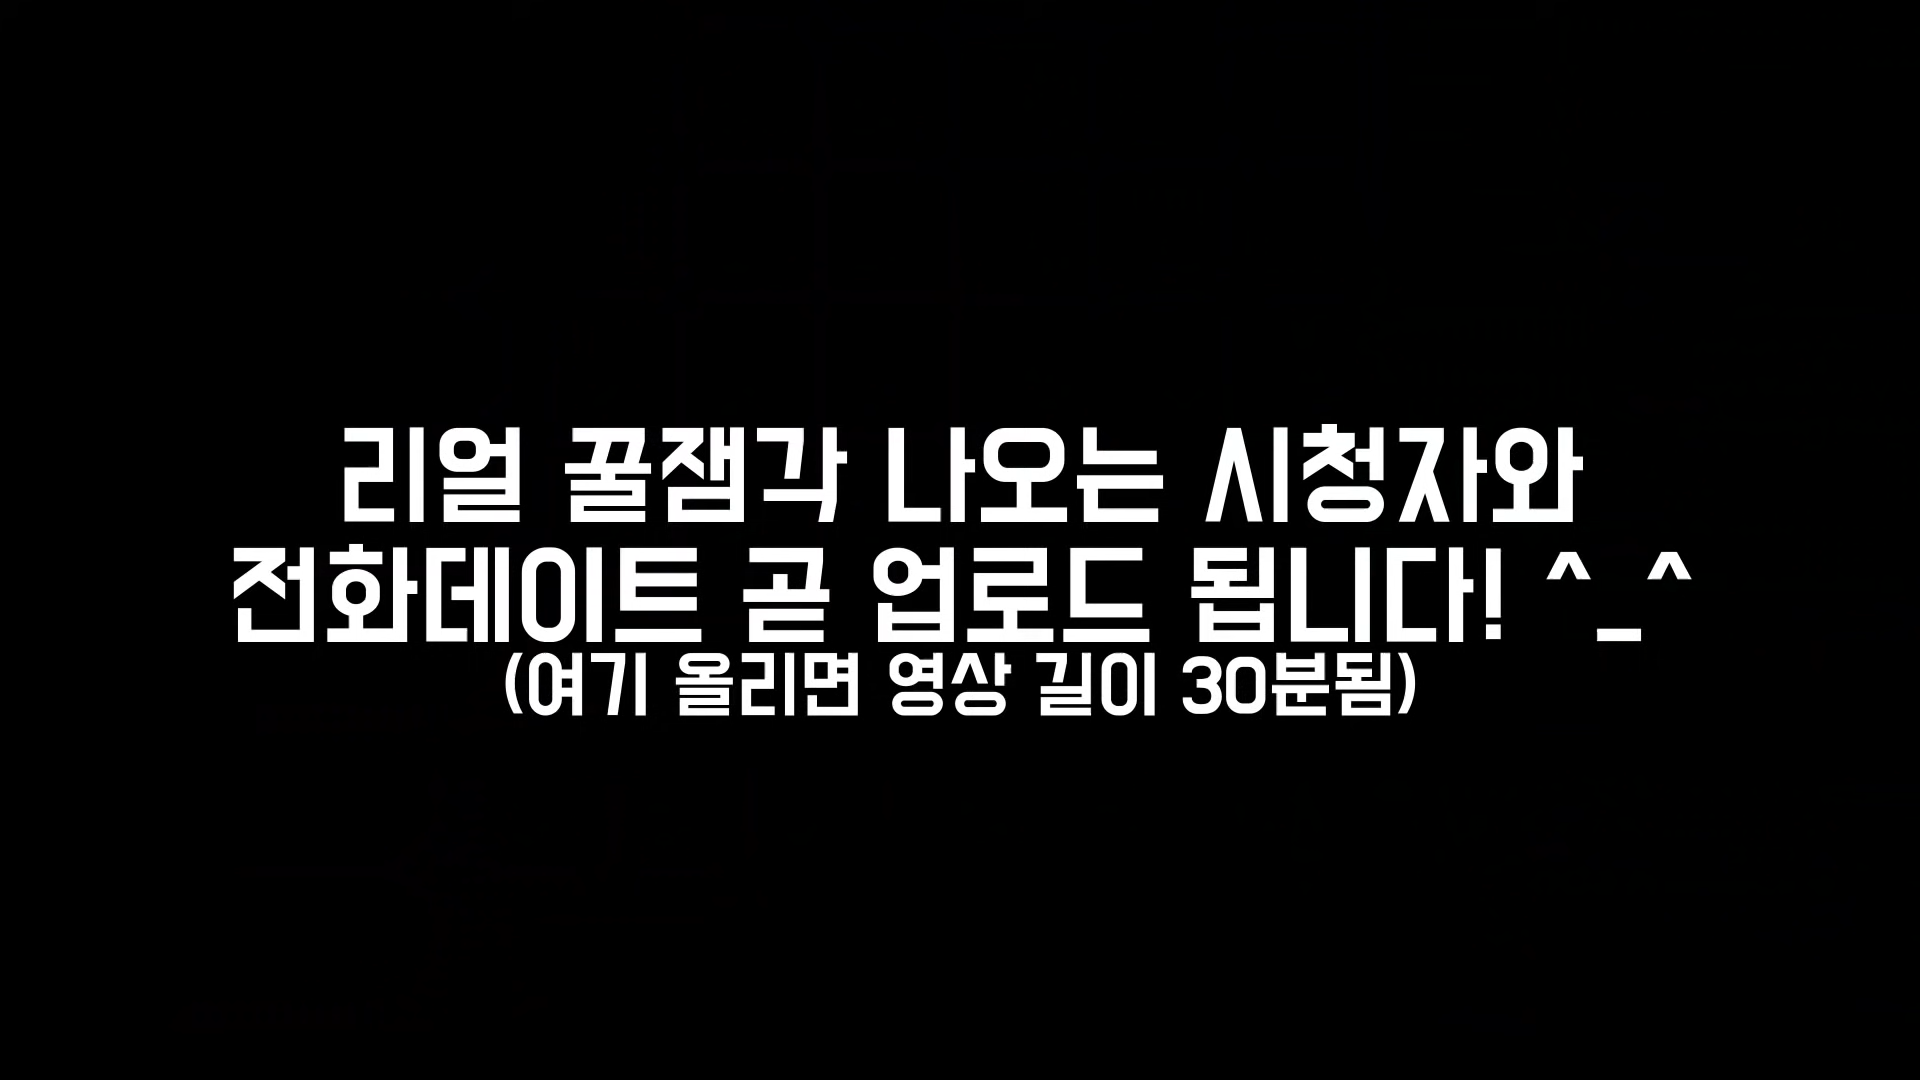 리얼 꿀잼각 나오는 시청자와
전화데이트 곧 업로드 됩니다! ^_^
(여기 올리면 영상 길이 30분됨)